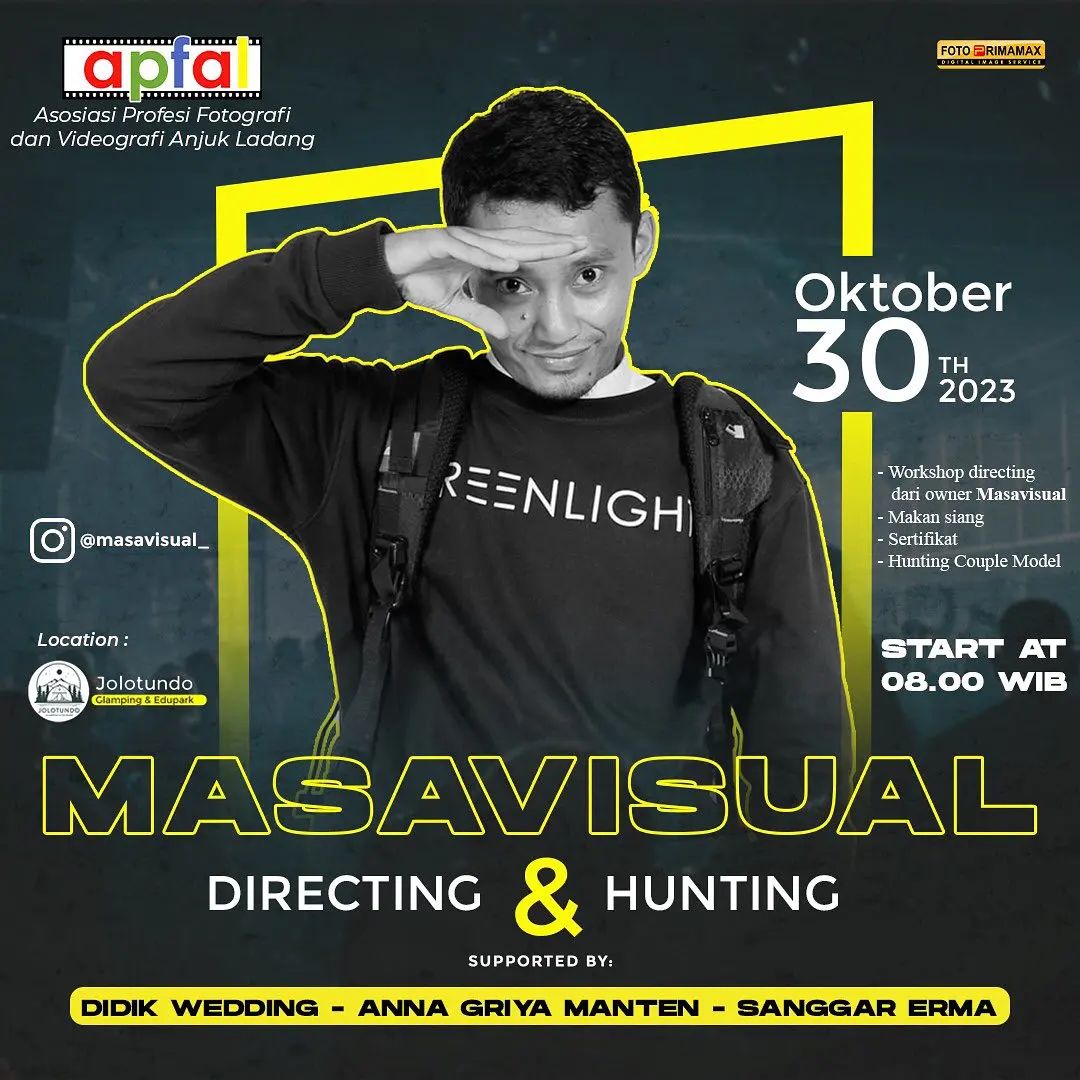 apfal
Asosiasi Profesi Fotografi
dan Videografi Anjuk Ladang
FOTO PRIMAMAX
DIGITAL IMAGE SERVICE
Oktober
30 TH
2023
- Workshop directing
dari owner Masavisual
- Makan siang
- Sertifikat
- Hunting Couple Model
REENLIGH
@masavisual_
Location :
JOLOTUNDO
Jolotundo
Glamping & Edupark
START AT
08.00 WIB
MASAVISUAL
DIRECTING & HUNTING
SUPPORTED BY:
DIDIK WEDDING - ANNA GRIYA MANTEN - SANGGAR ERMA